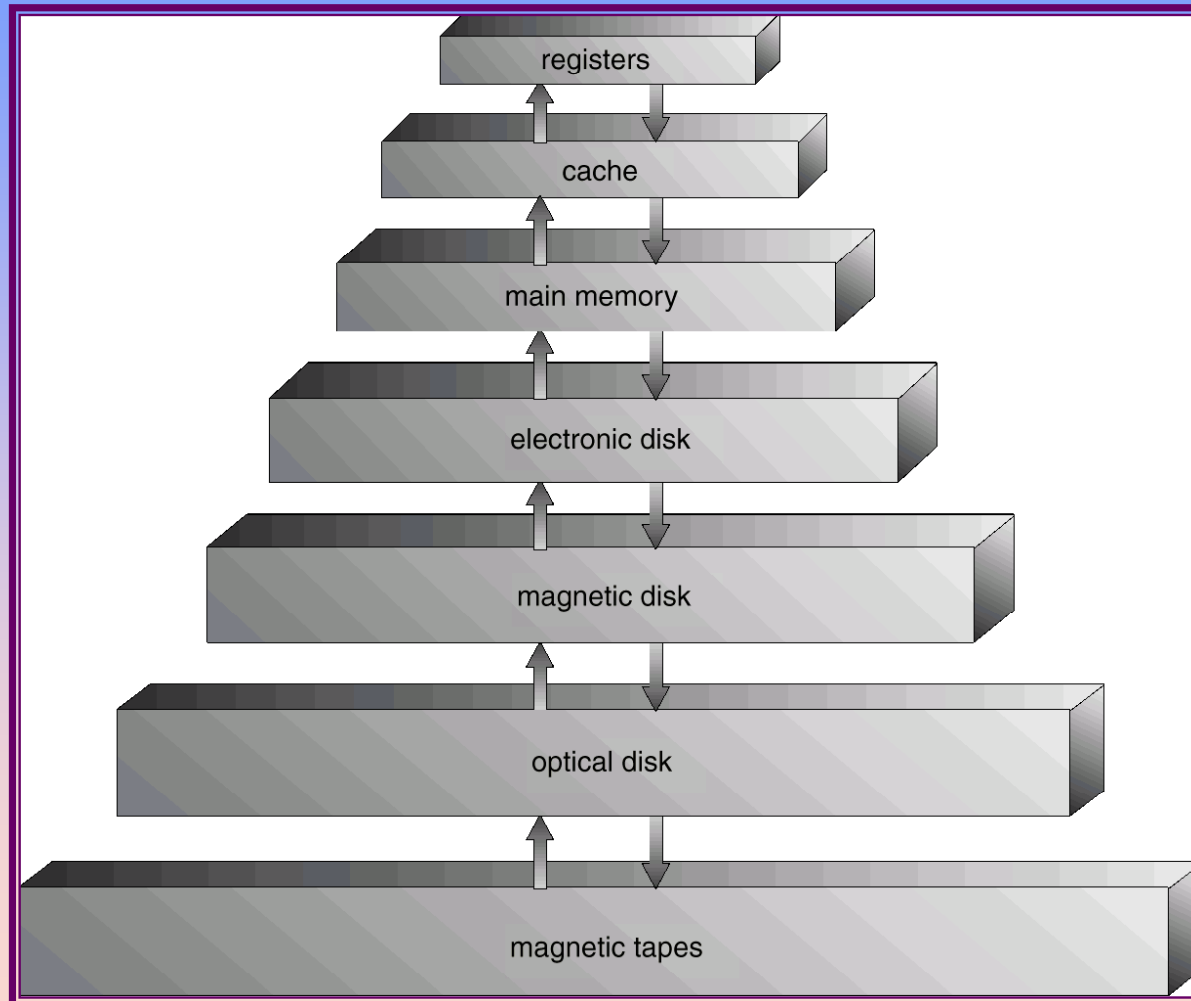 registers
cache
main memory
electronic disk
magnetic disk
optical disk
magnetic tapes